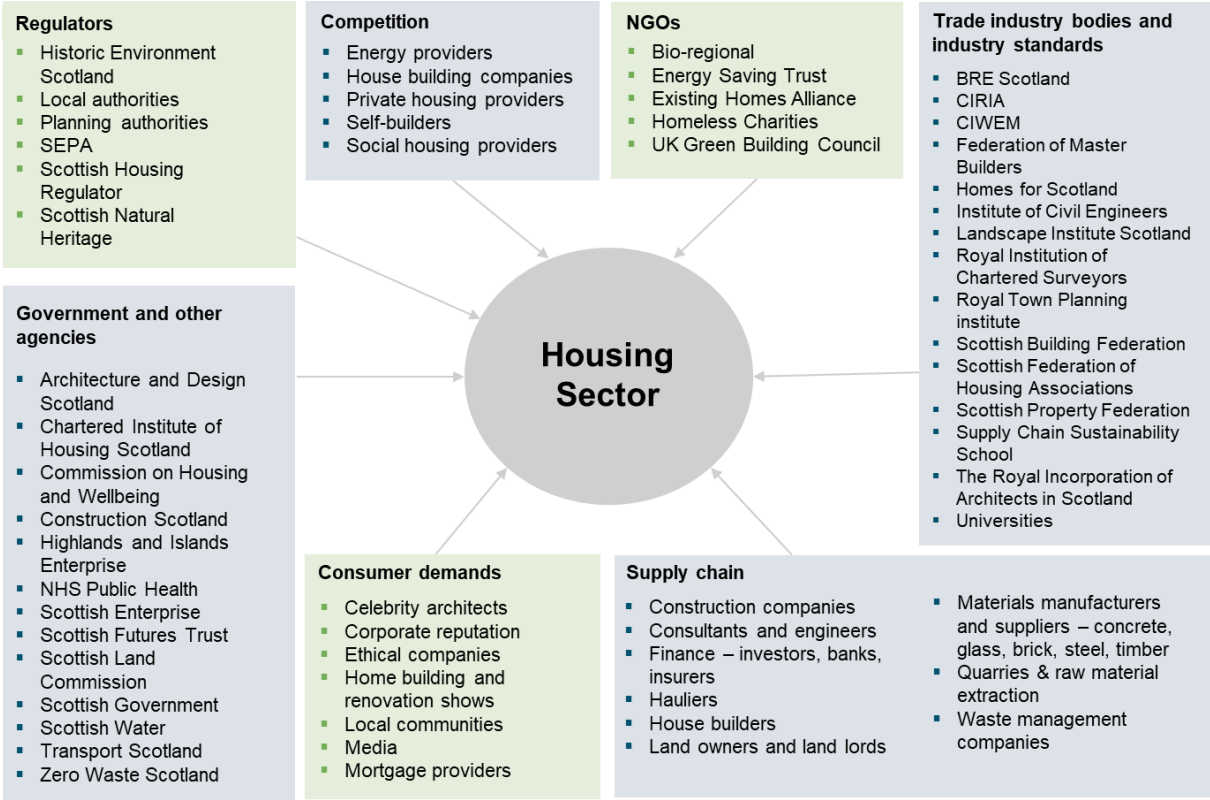 Regulators
▪ Historic Environment
Scotland
▪ Local authorities
▪ Planning authorities
▪ SEPA
▪ Scottish Housing
Regulator
▪ Scottish Natural
Heritage
Competition
▪ Energy providers
▪ House building companies
▪ Private housing providers
▪ Self-builders
▪ Social housing providers
NGOs
▪ Bio-regional
▪ Energy Saving Trust
▪ Existing Homes Alliance
▪ Homeless Charities
▪ UK Green Building Council
Trade industry bodies and
industry standards
▪ BRE Scotland
▪ CIRIA
▪ CIWEM
▪ Federation of Master
Builders
▪ Homes for Scotland
▪ Institute of Civil Engineers
▪ Landscape Institute Scotland
▪ Royal Institution of
Chartered Surveyors
▪ Royal Town Planning
institute
▪ Scottish Building Federation
▪ Scottish Federation of
Housing Associations
▪ Scottish Property Federation
▪ Supply Chain Sustainability
School
▪ The Royal Incorporation of
Architects in Scotland
▪ Universities
Government and other
agencies
▪ Architecture and Design
Scotland
▪ Chartered Institute of
Housing Scotland
▪ Commission on Housing
and Wellbeing
▪ Construction Scotland
▪ Highlands and Islands
Enterprise
▪ NHS Public Health
▪ Scottish Enterprise
▪ Scottish Futures Trust
▪ Scottish Land
Commission
▪ Scottish Government
▪ Scottish Water
▪ Transport Scotland
▪ Zero Waste Scotland
Housing
Sector
Consumer demands
▪ Celebrity architects
▪ Corporate reputation
▪ Ethical companies
▪ Home building and
renovation shows
▪ Local communities
▪ Media
▪ Mortgage providers
Supply chain
▪ Construction companies
▪ Consultants and engineers
▪ Finance – investors, banks,
insurers
▪ Hauliers
▪ House builders
▪ Land owners and land lords
▪ Materials manufacturers
and suppliers – concrete,
glass, brick, steel, timber
▪ Quarries & raw material
extraction
▪ Waste management
companies